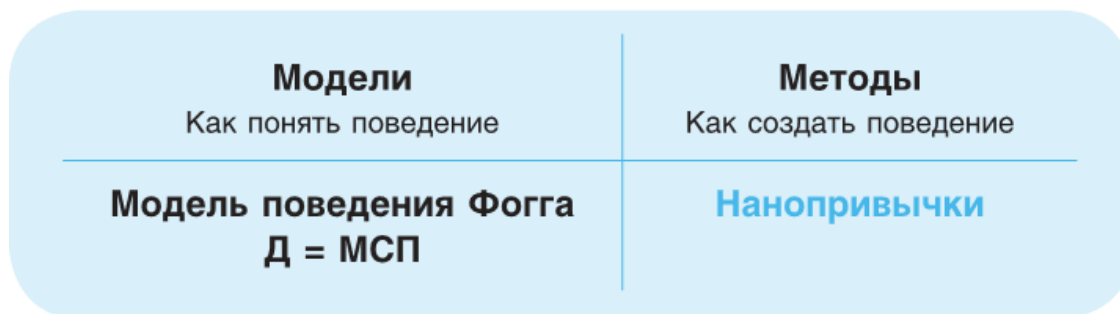 Модели
Как понять поведение
Методы
Как создать поведение
Модель поведения Фогга
Д = МСП
Нанопривычки